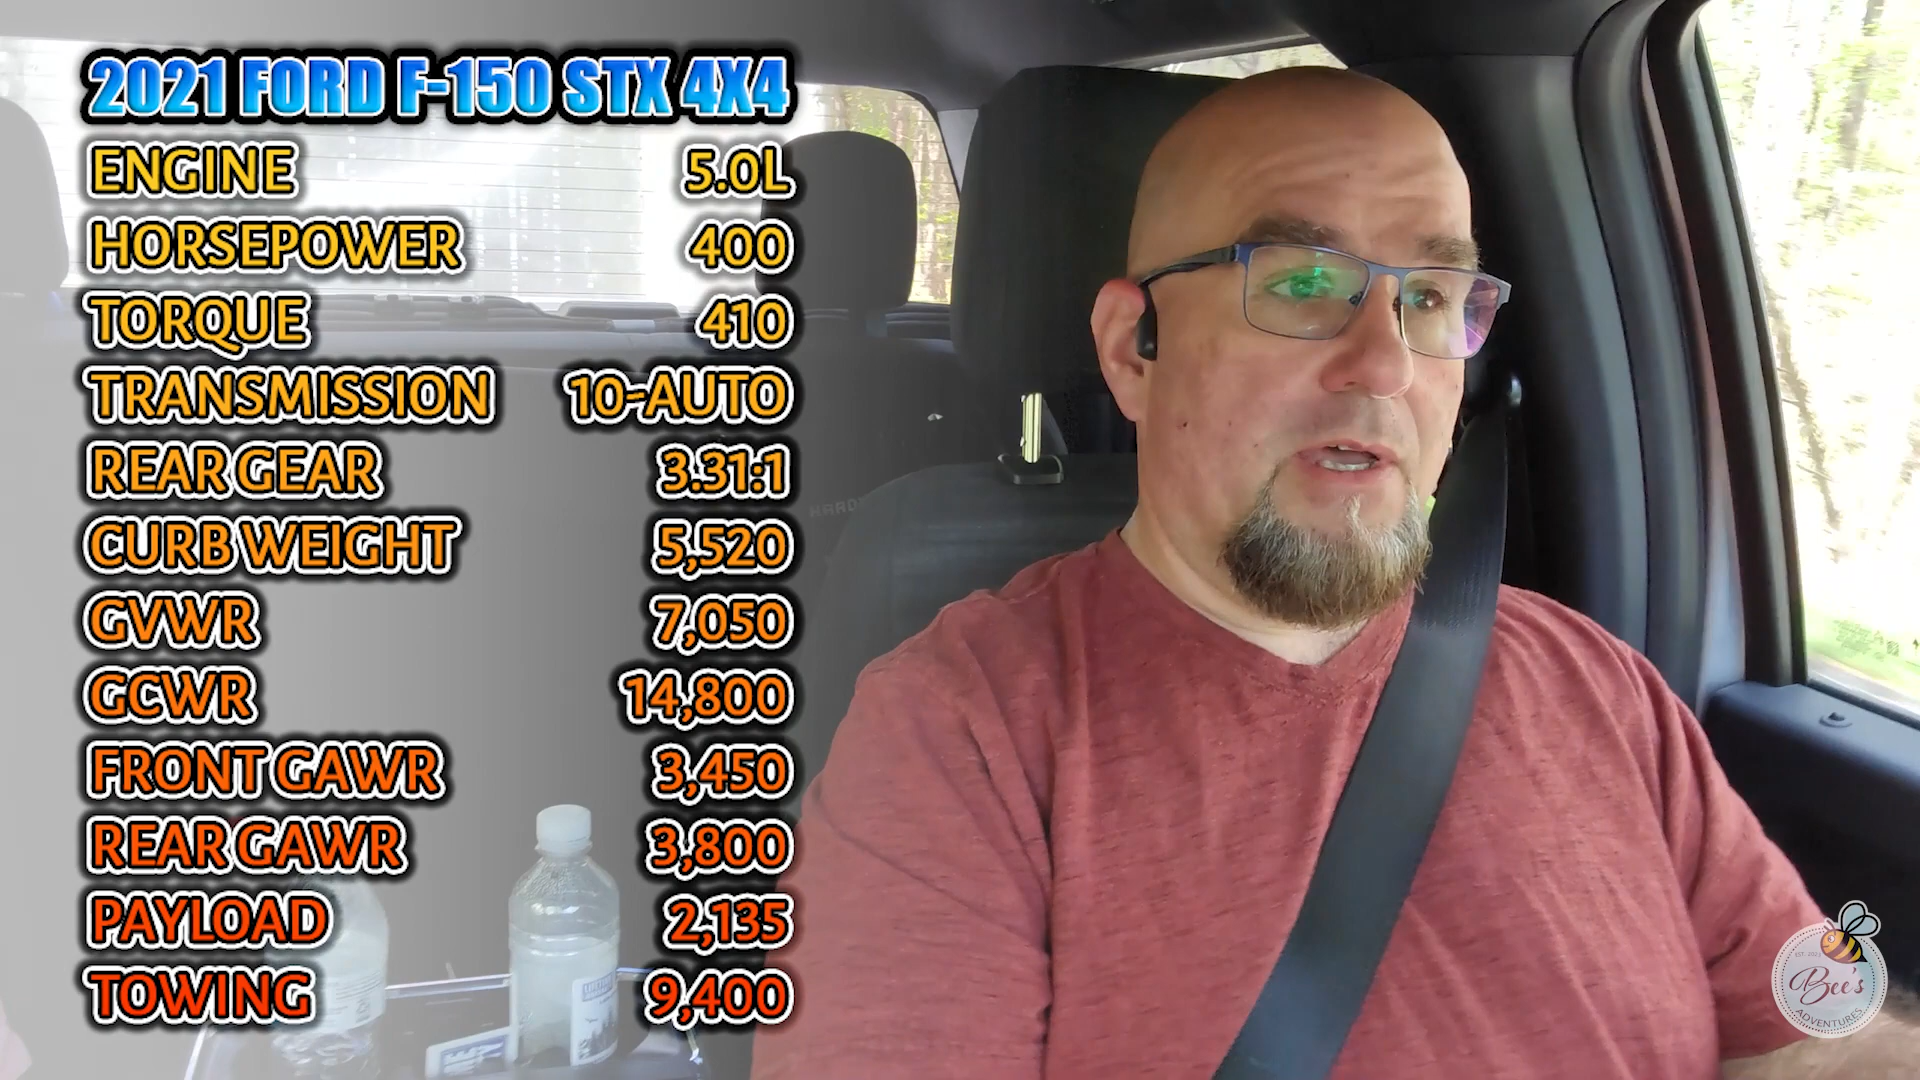 2021 FORD F-150 STX 4X4
ENGINE 5.0L
HORSEPOWER 400
TORQUE 410
TRANSMISSION 10-AUTO
REAR GEAR 3.31:1
CURB WEIGHT 5,520
GVWR 7,050
GCWR 14,800
FRONT GAWR 3,450
REAR GAWR 3,800
PAYLOAD 2,135
TOWING 9,400
EST. 2023
Bee's
ADVENTURES